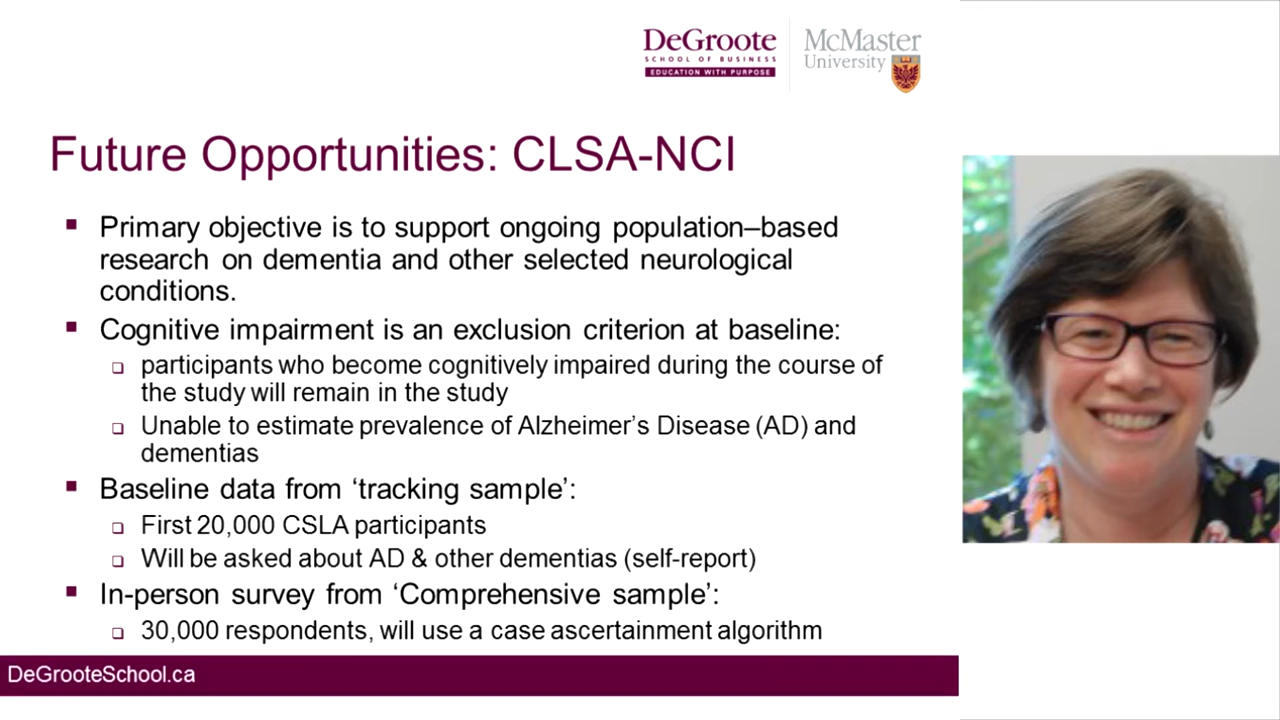 DeGroote
SCHOOL OF BUSINESS
EDUCATION WITH PURPOSE
McMaster
University
Future Opportunities: CLSA-NCI
Primary objective is to support ongoing population–based
research on dementia and other selected neurological
conditions.
Cognitive impairment is an exclusion criterion at baseline:
participants who become cognitively impaired during the course of
the study will remain in the study
Unable to estimate prevalence of Alzheimer’s Disease (AD) and
dementias
Baseline data from ‘tracking sample’:
First 20,000 CSLA participants
Will be asked about AD & other dementias (self-report)
In-person survey from ‘Comprehensive sample’:
30,000 respondents, will use a case ascertainment algorithm
DeGrooteSchool.ca